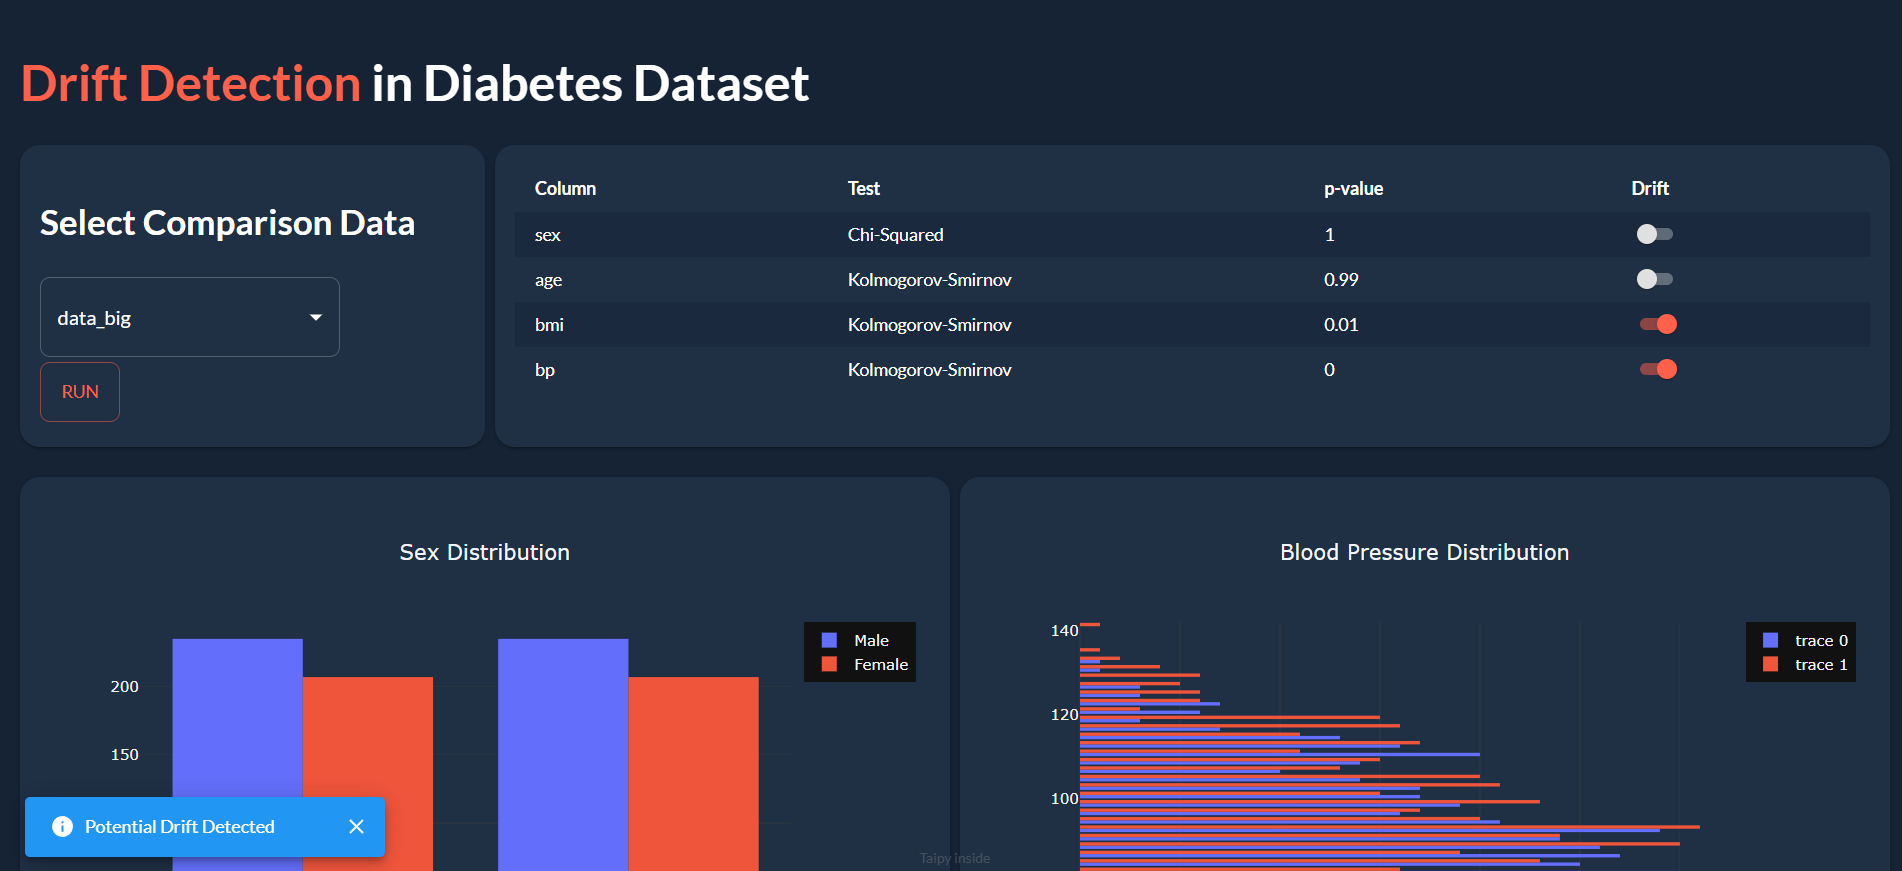 Drift Detection in Diabetes Dataset
Select Comparison Data
data_big
RUN
Column Test p-value Drift
sex Chi-Squared 1
age Kolmogorov-Smirnov 0.99
bmi Kolmogorov-Smirnov 0.01
bp Kolmogorov-Smirnov 0
Sex Distribution
Male
Female
200
150
Blood Pressure Distribution
trace 0
trace 1
140
120
100
Potential Drift Detected
Taipy inside